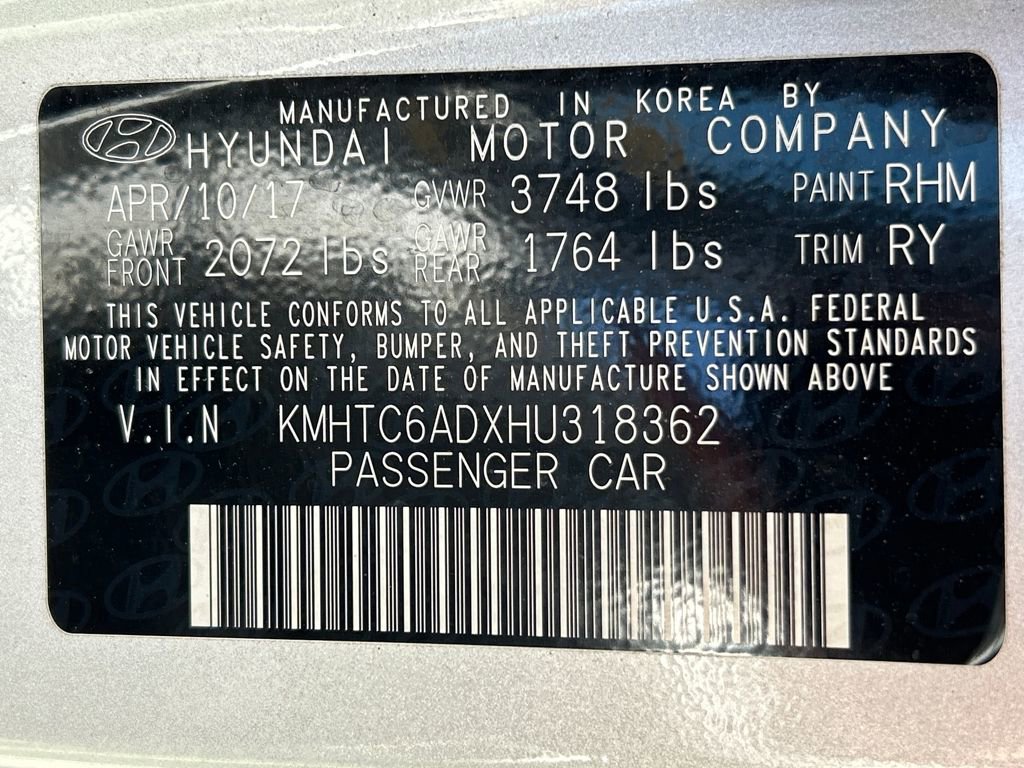 MANUFACTURED IN KOREA BY
HYUNDAI MOTOR COMPANY
APR/10/17 GVWR 3748 lbs PAINT RHM
GAWR FRONT 2072 lbs GAWR REAR 1764 lbs TRIM RY
THIS VEHICLE CONFORMS TO ALL APPLICABLE U.S.A. FEDERAL
MOTOR VEHICLE SAFETY, BUMPER, AND THEFT PREVENTION STANDARDS
IN EFFECT ON THE DATE OF MANUFACTURE SHOWN ABOVE
V.I.N KMHTC6ADXHU318362
PASSENGER CAR